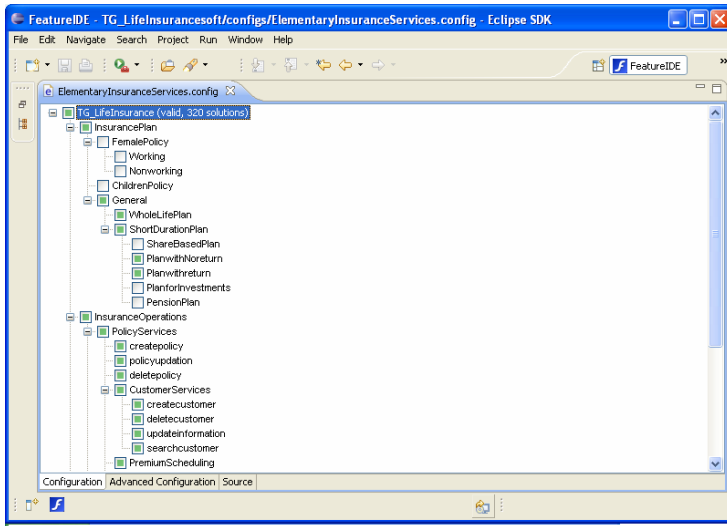 FeatureIDE - TG_LifeInsurancesoft/configs/ElementaryInsuranceServices.config - Eclipse SDK
File Edit Navigate Search Project Run Window Help
FeatureIDE
ElementaryInsuranceServices.config
TG_LifeInsurance (valid, 320 solutions)
InsurancePlan
FemalePolicy
Working
Nonworking
ChildrenPolicy
General
WholeLifePlan
ShortDurationPlan
ShareBasedPlan
PlanwithNoreturn
Planwithreturn
PlanforInvestments
PensionPlan
InsuranceOperations
PolicyServices
createpolicy
policyupdation
deletepolicy
CustomerServices
createcustomer
deletecustomer
updateinformation
searchcustomer
PremiumScheduling
Configuration Advanced Configuration Source